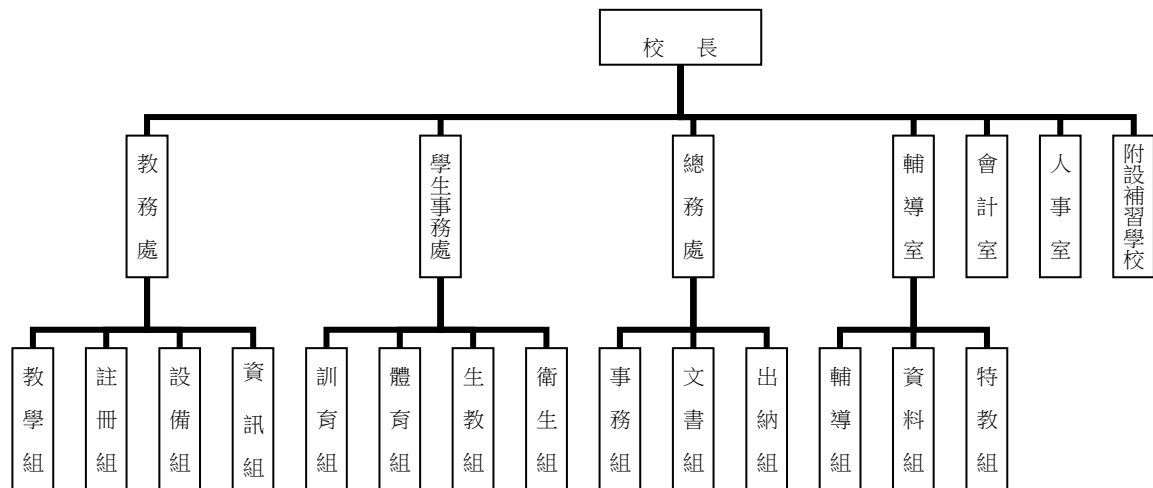 校 長
教務處
學生事務處
總務處
輔導室
會計室
人事室
附設補習學校
教學組
註冊組
設備組
資訊組
訓育組
體育組
生教組
衛生組
事務組
文書組
出納組
輔導組
資料組
特教組